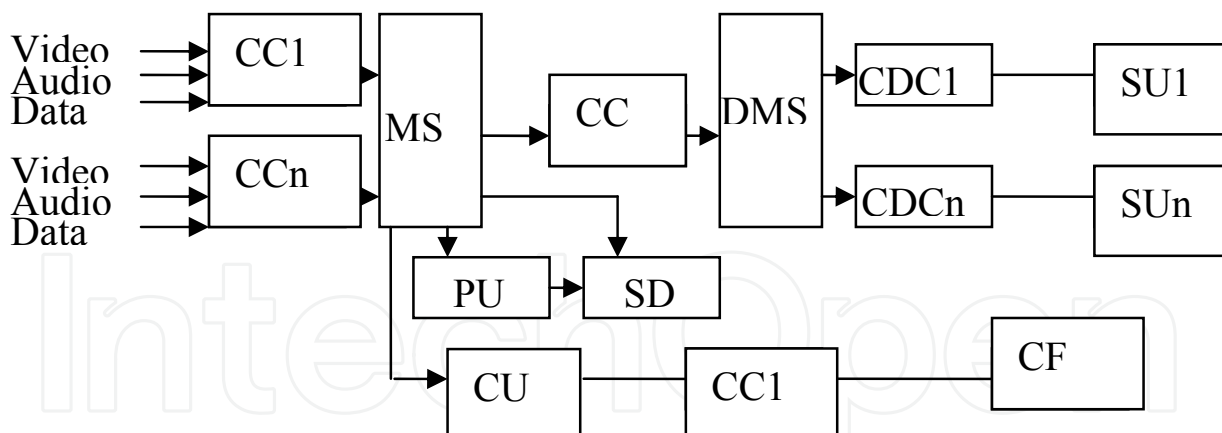 Video
Audio
Data
CC1
Video
Audio
Data
CCn
MS
CC
DMS
CDC1
CDCn
SU1
SUn
PU
SD
CU
CC1
CF
IntechOpen